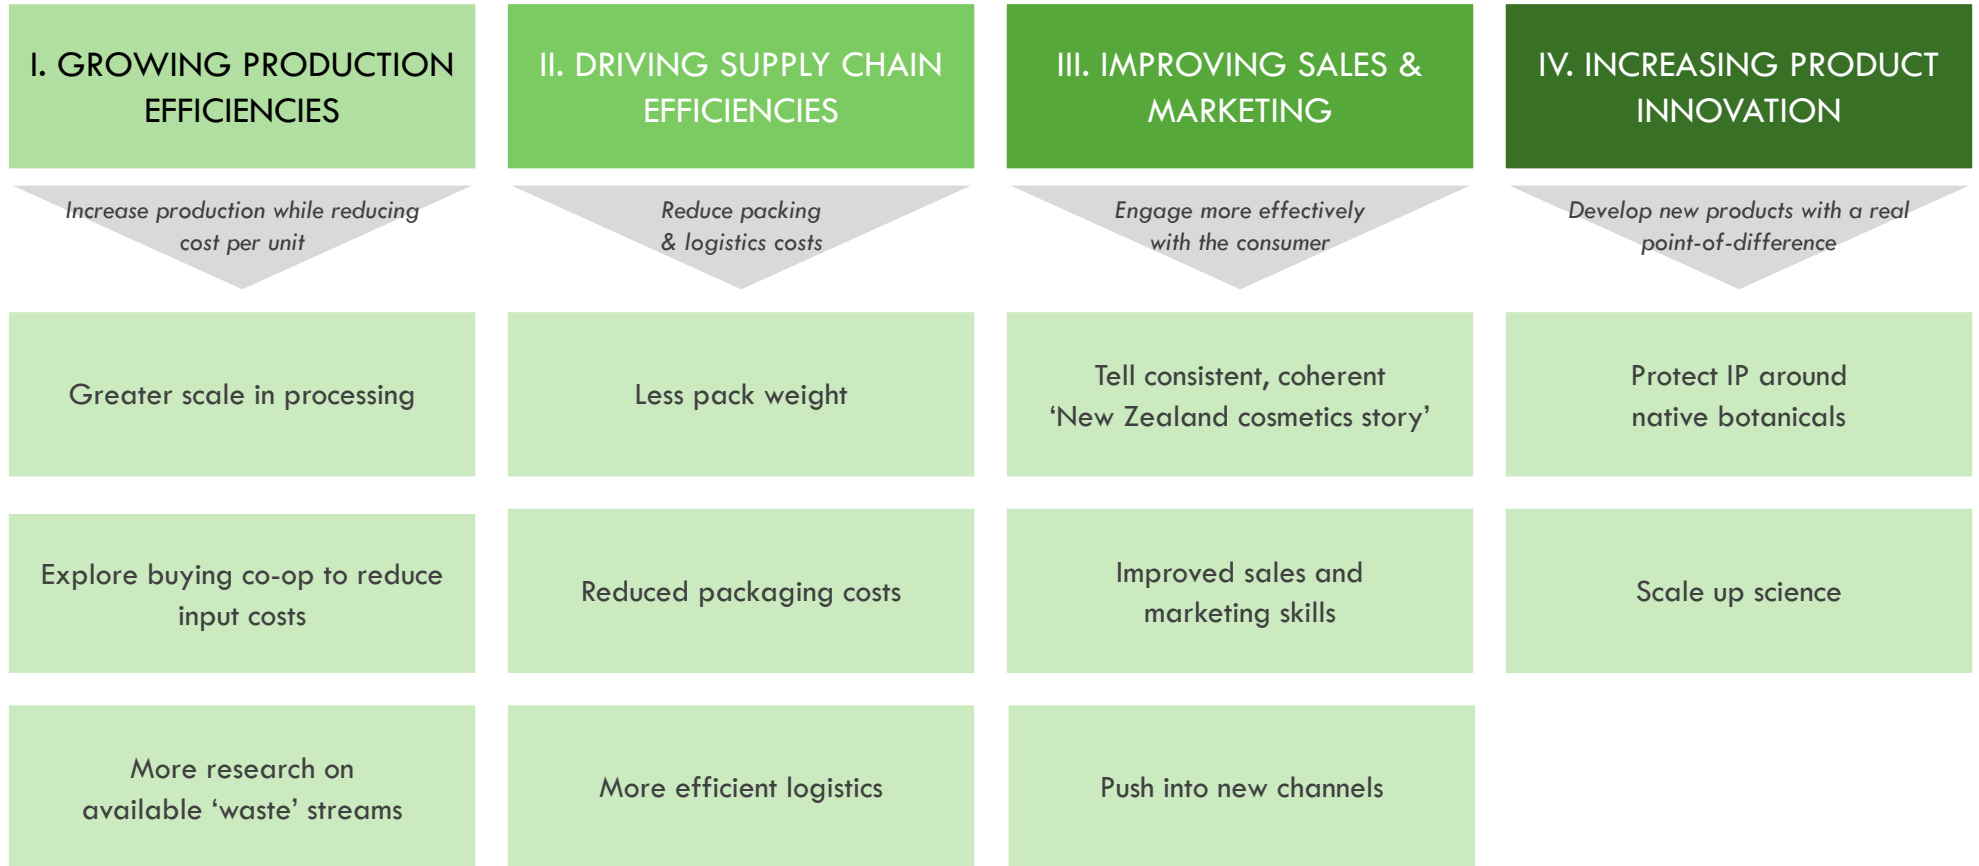 I. GROWING PRODUCTION
EFFICIENCIES
II. DRIVING SUPPLY CHAIN
EFFICIENCIES
III. IMPROVING SALES &
MARKETING
IV. INCREASING PRODUCT
INNOVATION
Increase production while reducing
cost per unit
Reduce packing
& logistics costs
Engage more effectively
with the consumer
Develop new products with a real
point-of-difference
Greater scale in processing
Less pack weight
Tell consistent, coherent
‘New Zealand cosmetics story’
Protect IP around
native botanicals
Explore buying co-op to reduce
input costs
Reduced packaging costs
Improved sales and
marketing skills
Scale up science
More research on
available ‘waste’ streams
More efficient logistics
Push into new channels